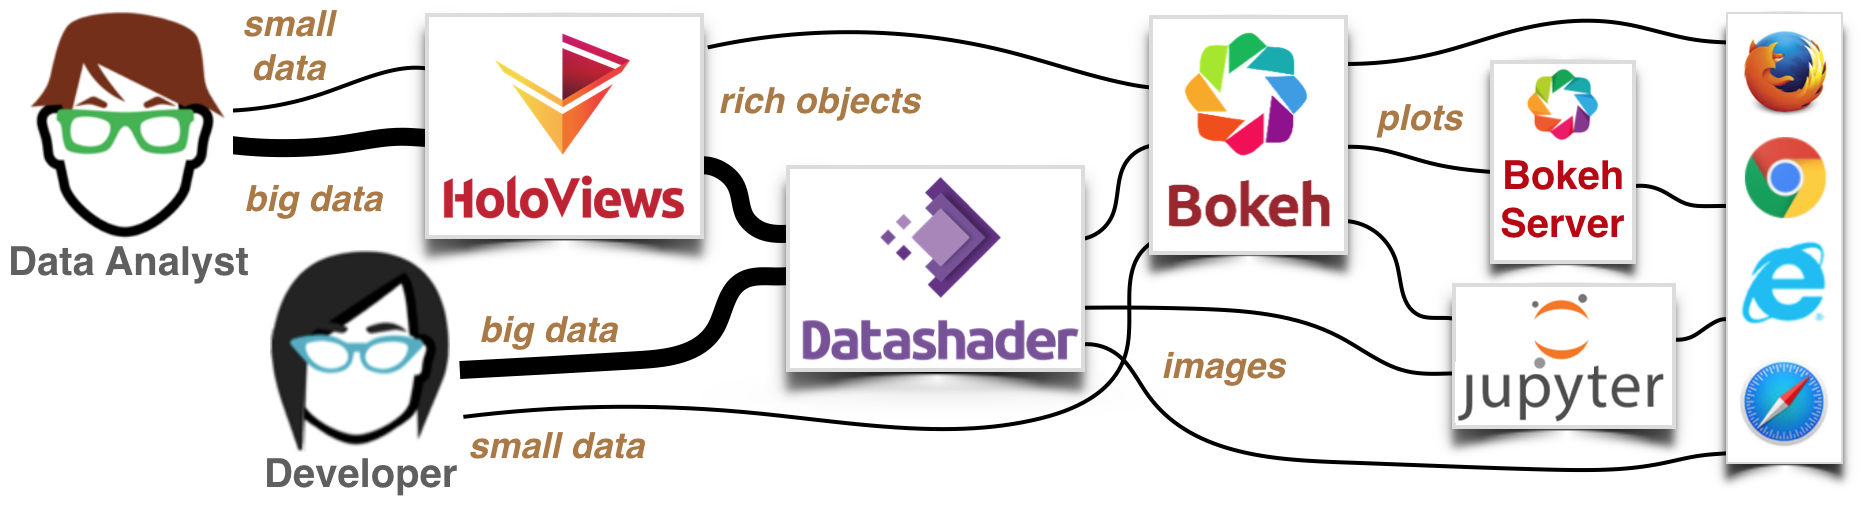 small
data
big data
Data Analyst
HoloViews
rich objects
big data
small data
Developer
Datashader
Bokeh
plots
Bokeh
Server
images
jupyter